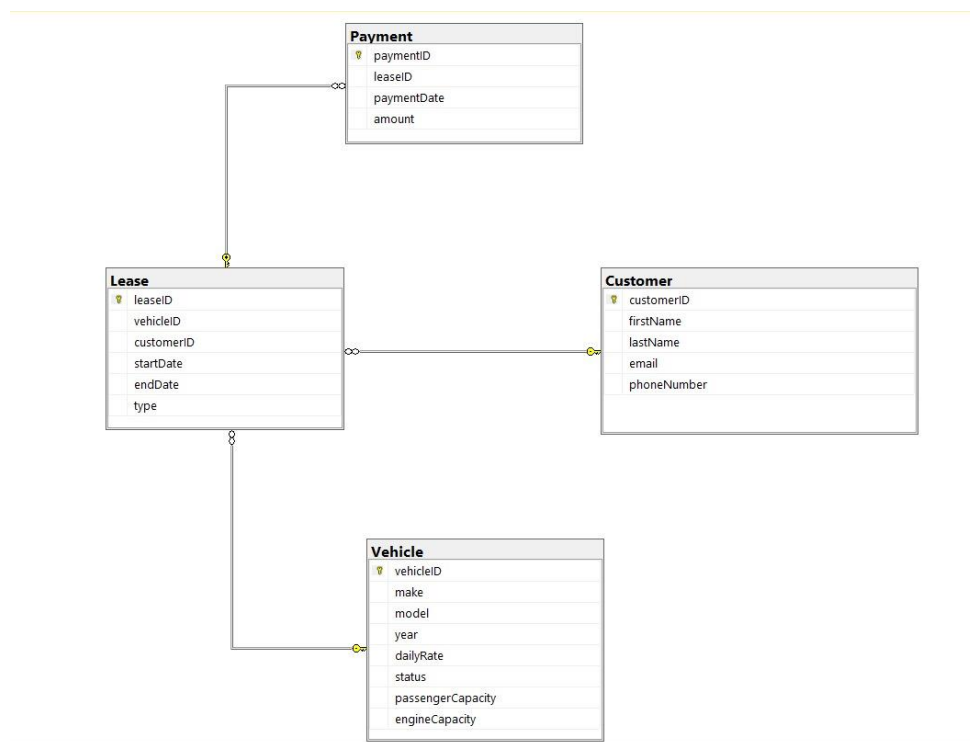 Payment
paymentID
leaseID
paymentDate
amount
Lease
leaseID
vehicleID
customerID
startDate
endDate
type
Customer
customerID
firstName
lastName
email
phoneNumber
Vehicle
vehicleID
make
model
year
dailyRate
status
passengerCapacity
engineCapacity